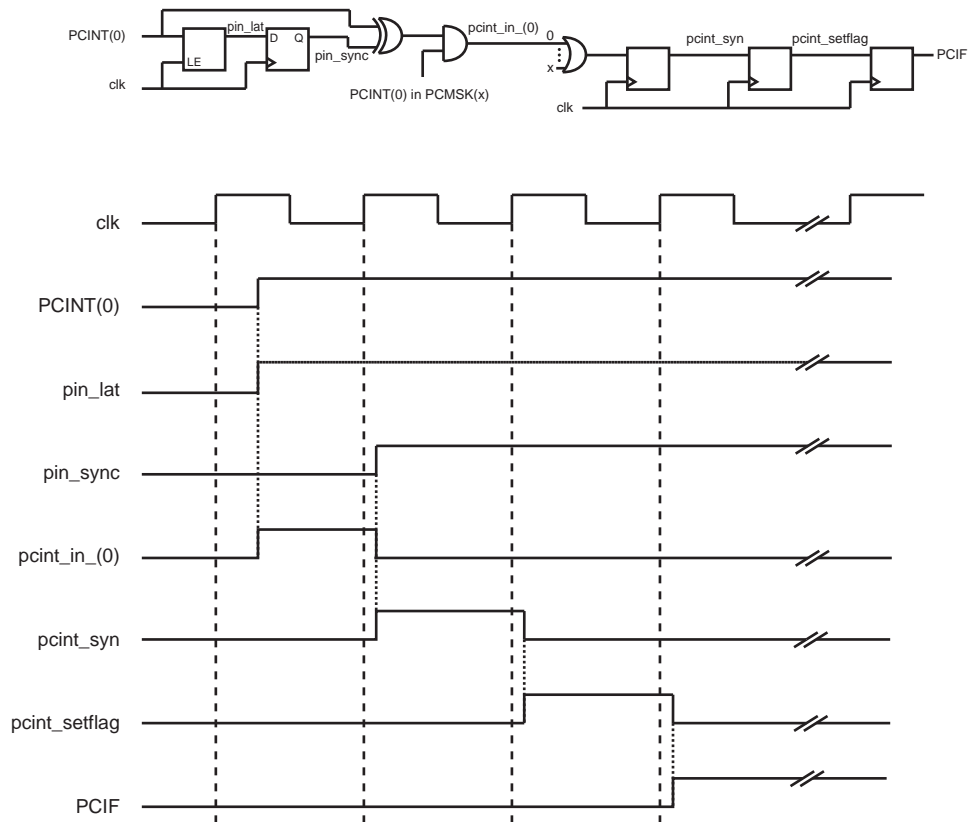 PCINT(0)
pin_lat
D Q
LE
pin_sync
clk
PCINT(0) in PCMSK(x)
pcint_in_(0)
0
x
clk
pcint_syn
pcint_setflag
PCIF
clk
PCINT(0)
pin_lat
pin_sync
pcint_in_(0)
pcint_syn
pcint_setflag
PCIF